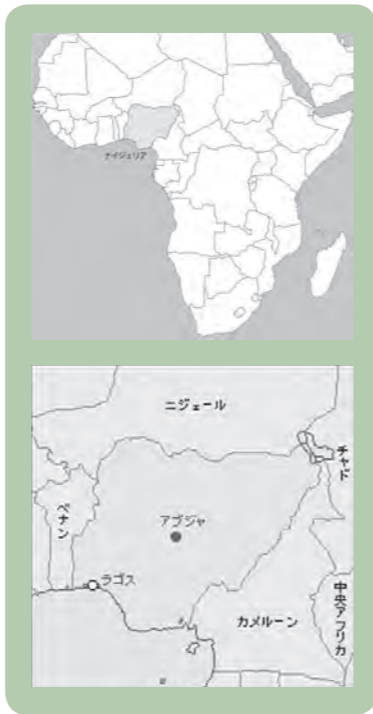 ナイジェリア
ニジェール
チャド
ベナン
アブジャ
ラゴス
カメルーン
中央アフリカ